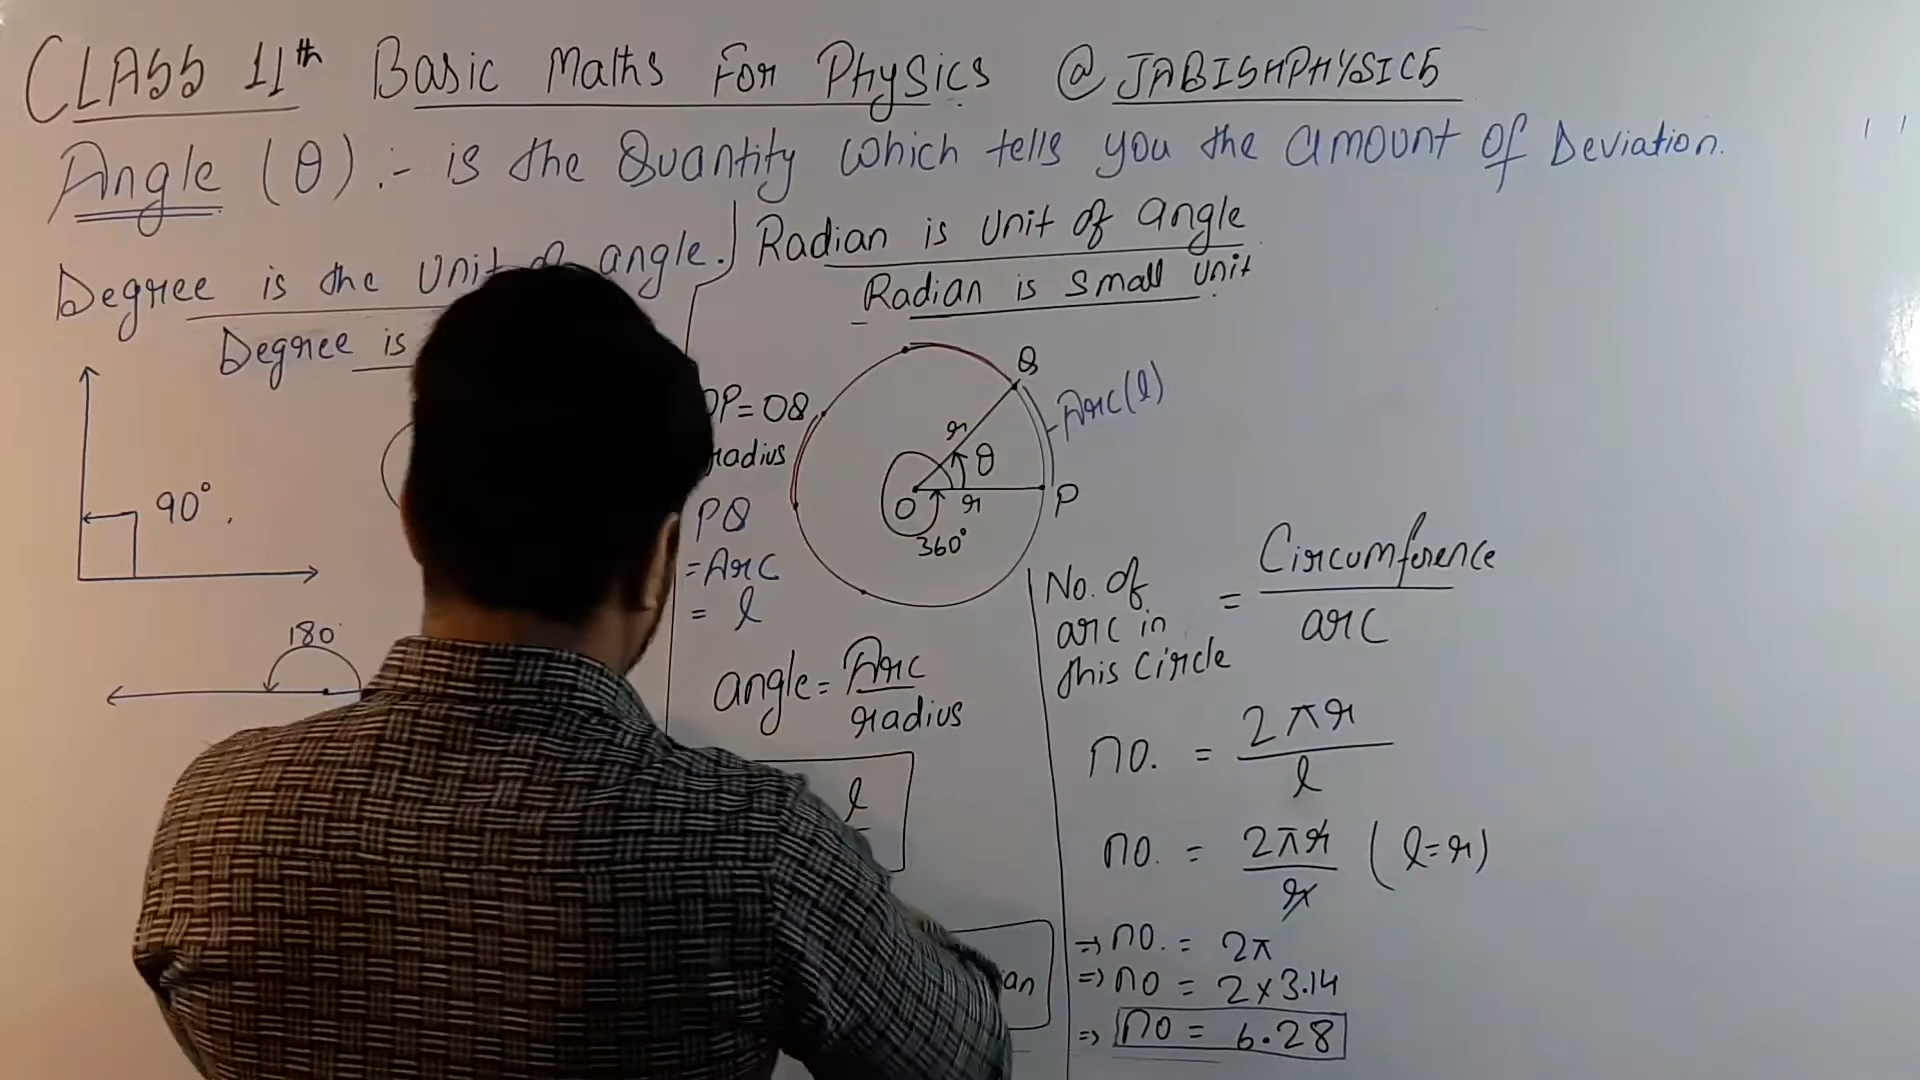 CLASS 11th Basic Maths For Physics @JABISHPHYSICS
Angle (θ) :- is the Quantity which tells you the amount of Deviation.
Degree is the unit of angle.
Degree is
90°
180
Radian is unit of angle
Radian is small unit
OP = OQ
radius
PQ
= Arc
= l
Q
Arc (l)
r
θ
O
r
P
360°
angle = Arc
radius
l
an
No. of
arc in
this circle
= Circumference
arc
no. = 2πr
l
no. = 2πr (l=r)
r
⇒ no. = 2π
⇒ no = 2×3.14
⇒ no = 6.28